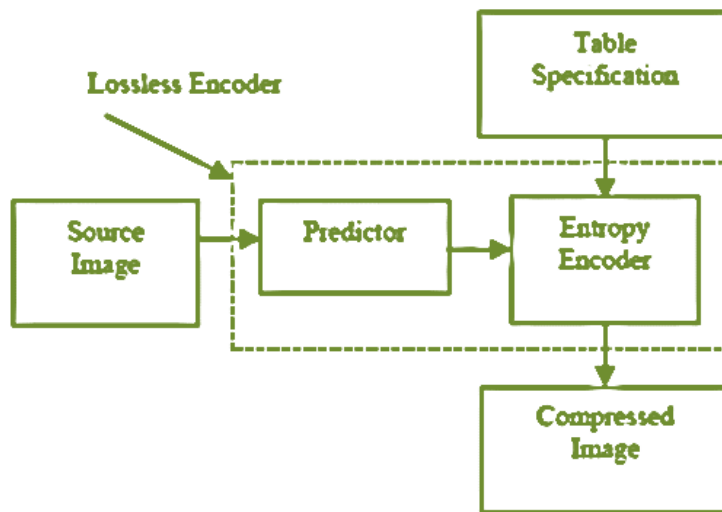 Table
Specification
Lossless Encoder
Source
Image
Predictor
Entropy
Encoder
Compressed
Image